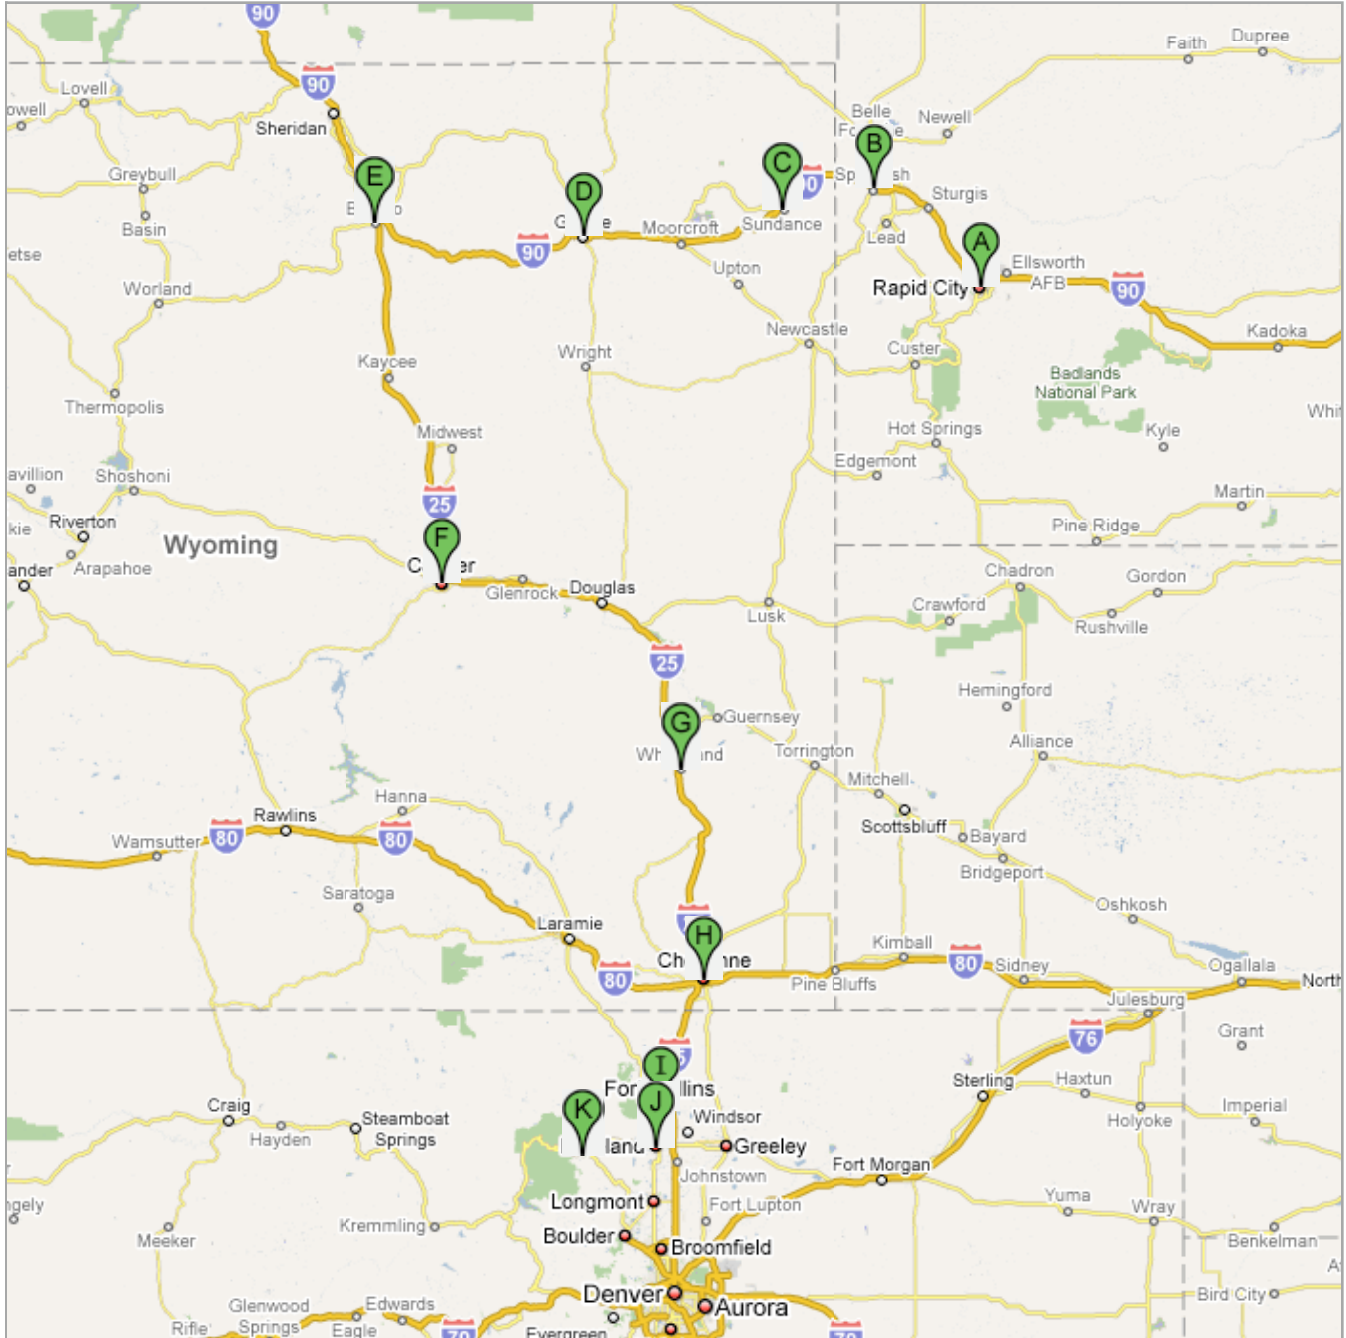 90
Faith
Dupree
90
Lovell
owell
Sheridan
Belle
Newell
B
C
Greybull
E
D
Sturgis
Basin
Moorcroft
Sundance
Lead
A
90
Ellsworth
AFB
etse
Upton
Rapid City
90
Worland
Newcastle
Kadoka
Kaycee
Wright
Custer
Badlands
National Park
Thermopolis
Midwest
Hot Springs
Kyle
avillion
Shoshoni
Edgemont
25
Martin
kie
Riverton
Wyoming
F
Pine Ridge
ander
Arapahoe
Glenrock
Douglas
Chadron
Gordon
Crawford
Lusk
Rushville
25
Hemingford
G
Guernsey
Alliance
Torrington
Mitchell
Hanna
Rawlins
80
80
Wamsutter
Scottsbluff
Bayard
Bridgeport
Saratoga
Oshkosh
Laramie
H
Kimball
80
80
Sidney
Ogallala
Pine Bluffs
North
Julesburg
Grant
76
I
Sterling
Haxtun
K
J
Craig
Steamboat
Springs
Hayden
Windsor
Holyoke
Imperial
land
Greeley
Johnstown
Fort Morgan
Longmont
Fort Lupton
Yuma
Wray
ngely
Meeker
Kremmling
Boulder
Broomfield
Benkelman
Denver
Aurora
Bird City
Glenwood
Springs
Edwards
Rifle
Eagle
Evergreen
70
70